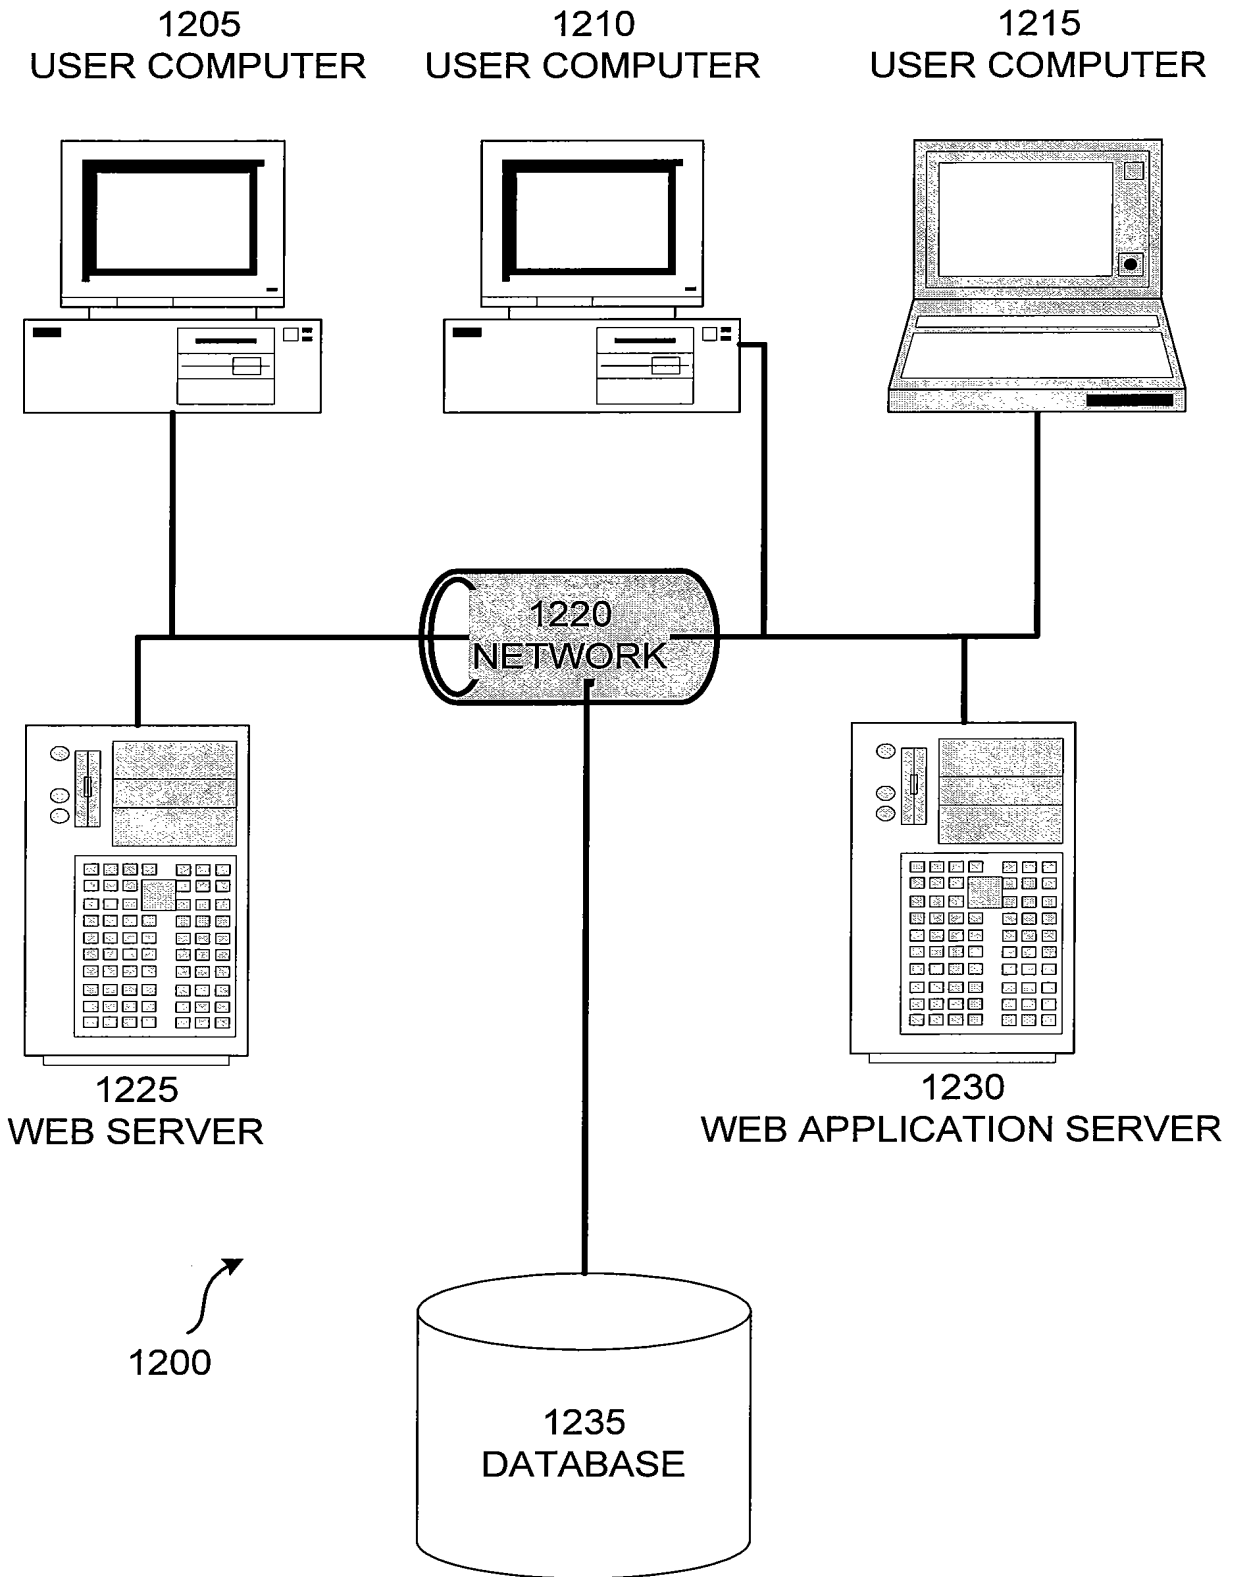 1205
USER COMPUTER
1210
USER COMPUTER
1215
USER COMPUTER
1220
NETWORK
1225
WEB SERVER
1230
WEB APPLICATION SERVER
1200
1235
DATABASE